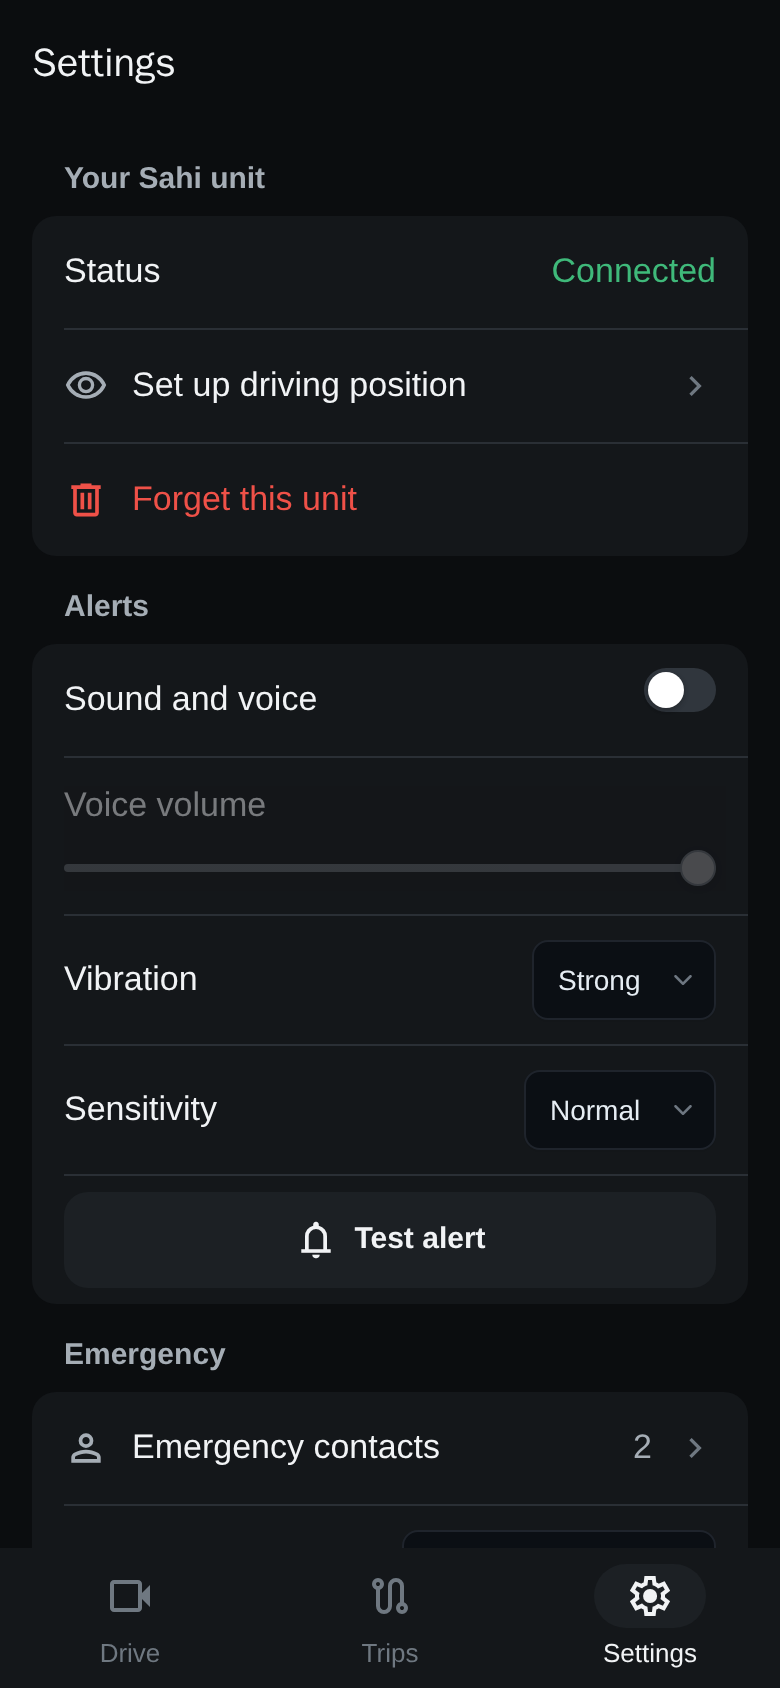 Settings
Your Sahi unit
Status Connected
Set up driving position
Forget this unit
Alerts
Sound and voice
Voice volume
Vibration Strong
Sensitivity Normal
Test alert
Emergency
Emergency contacts 2
Drive Trips Settings